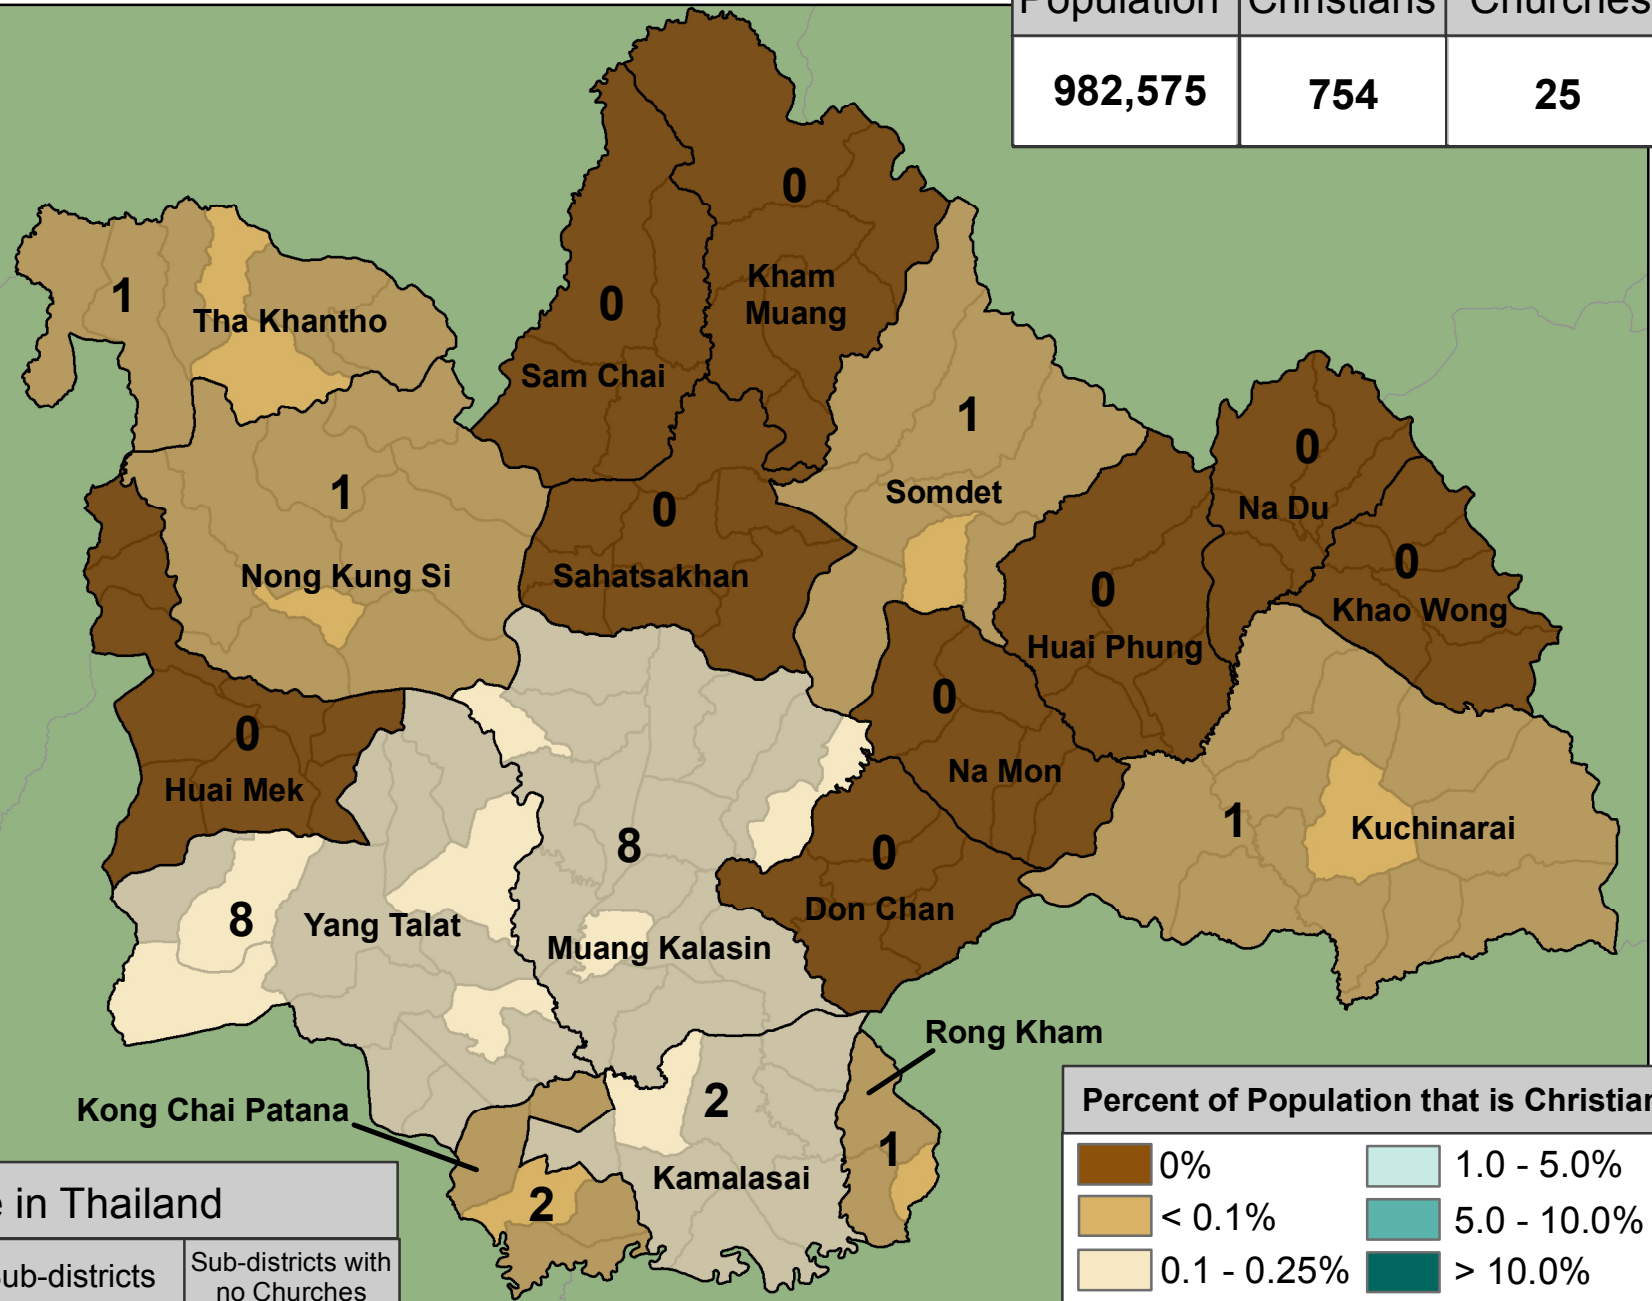 Population Christians Churches
982,575 754 25
0
Kham
Muang
1
Tha Khantho
0
Sam Chai
1
Somdet
0
Na Du
1
Nong Kung Si
0
Sahatsakhan
0
Khao Wong
0
Huai Phung
0
Na Mon
0
Huai Mek
1
Kuchinarai
8
Muang Kalasin
0
Don Chan
8
Yang Talat
Rong Kham
1
2
Kamalasai
Kong Chai Patana
2
Percent of Population that is Christian
0%
< 0.1%
0.1 - 0.25%
1.0 - 5.0%
5.0 - 10.0%
> 10.0%
in Thailand
Sub-districts
Sub-districts with
no Churches